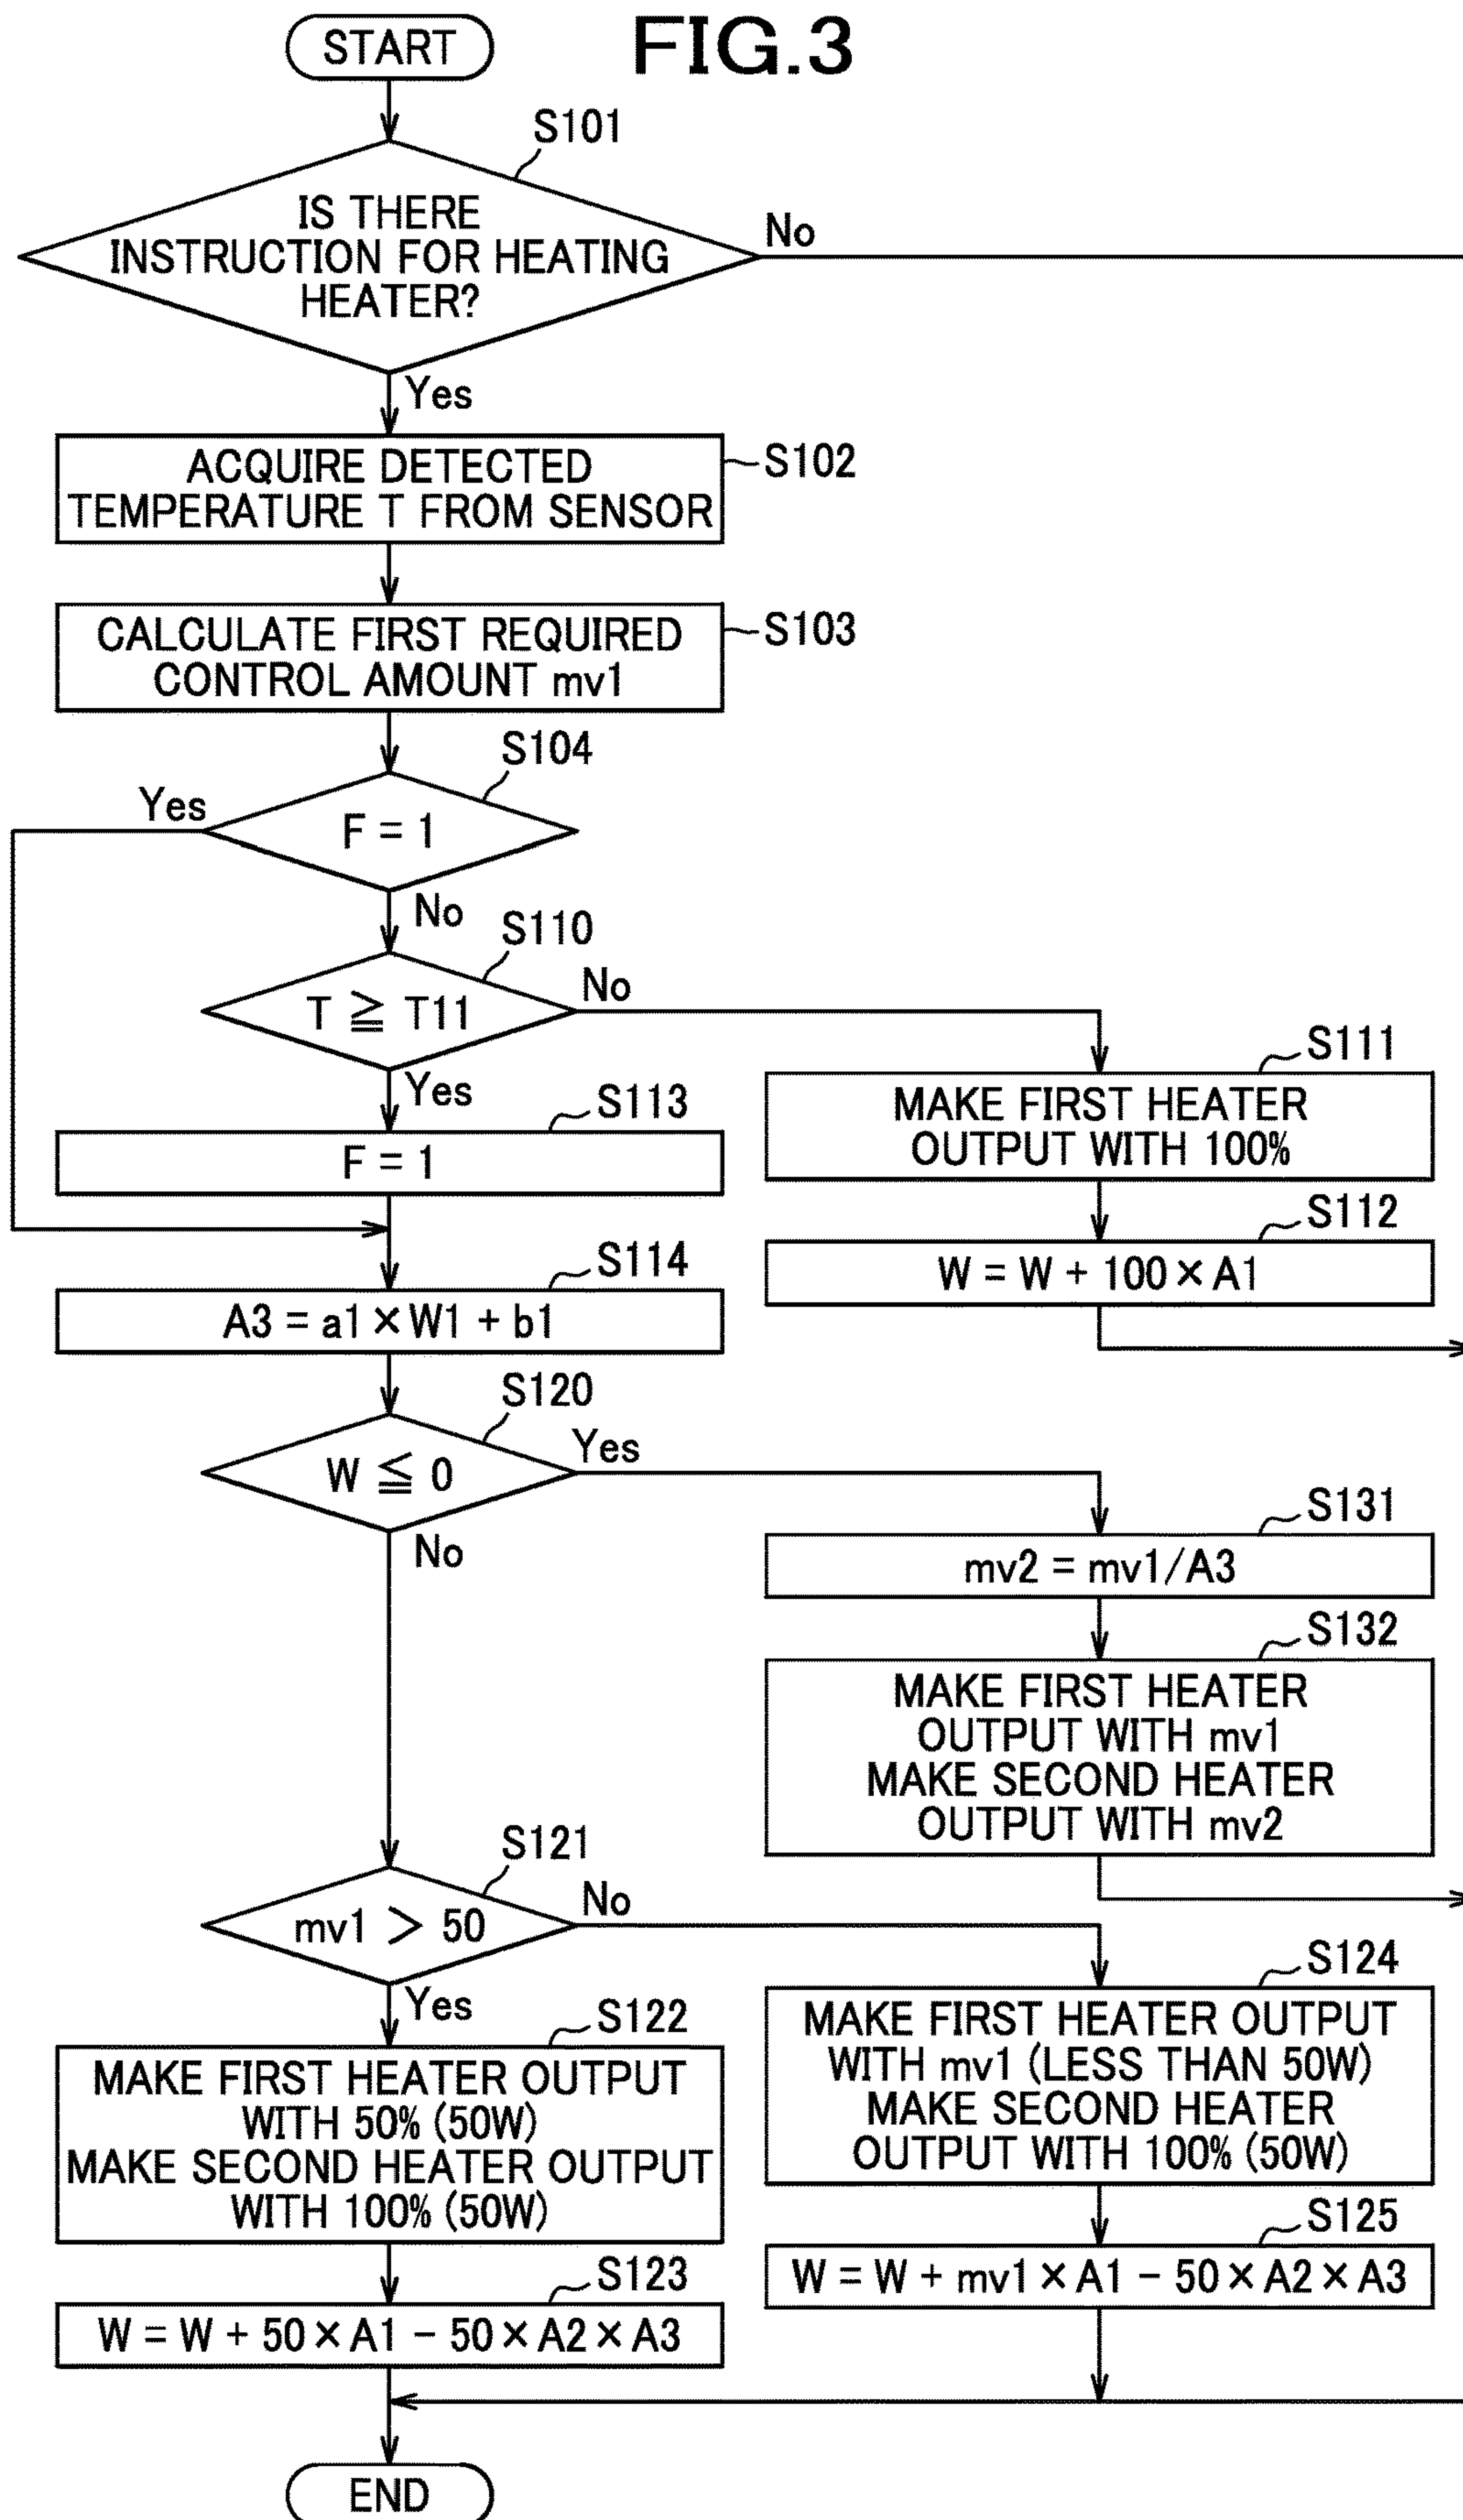 FIG.3
START
S101
IS THERE
INSTRUCTION FOR HEATING
HEATER?
No
Yes
ACQUIRE DETECTED
TEMPERATURE T FROM SENSOR
S102
CALCULATE FIRST REQUIRED
CONTROL AMOUNT mv1
S103
S104
Yes
F = 1
No
S110
T ≧ T11
No
Yes
S111
MAKE FIRST HEATER
OUTPUT WITH 100%
S113
F = 1
S112
W = W + 100 × A1
S114
A3 = a1 × W1 + b1
S120
W ≦ 0
Yes
No
S131
mv2 = mv1/A3
S132
MAKE FIRST HEATER
OUTPUT WITH mv1
MAKE SECOND HEATER
OUTPUT WITH mv2
S121
mv1 > 50
No
Yes
S124
MAKE FIRST HEATER OUTPUT
WITH mv1 (LESS THAN 50W)
MAKE SECOND HEATER
OUTPUT WITH 100% (50W)
S122
MAKE FIRST HEATER OUTPUT
WITH 50% (50W)
MAKE SECOND HEATER OUTPUT
WITH 100% (50W)
S125
W = W + mv1 × A1 − 50 × A2 × A3
S123
W = W + 50 × A1 − 50 × A2 × A3
END